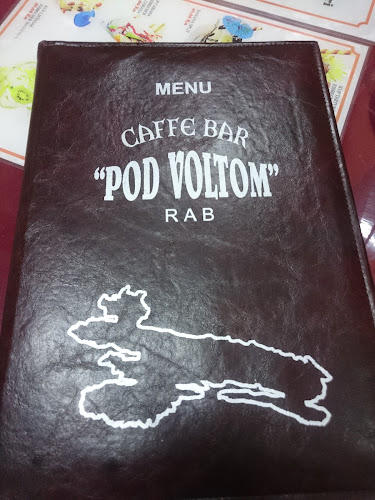 MENU
CAFFE BAR
"POD VOLTOM"
RAB